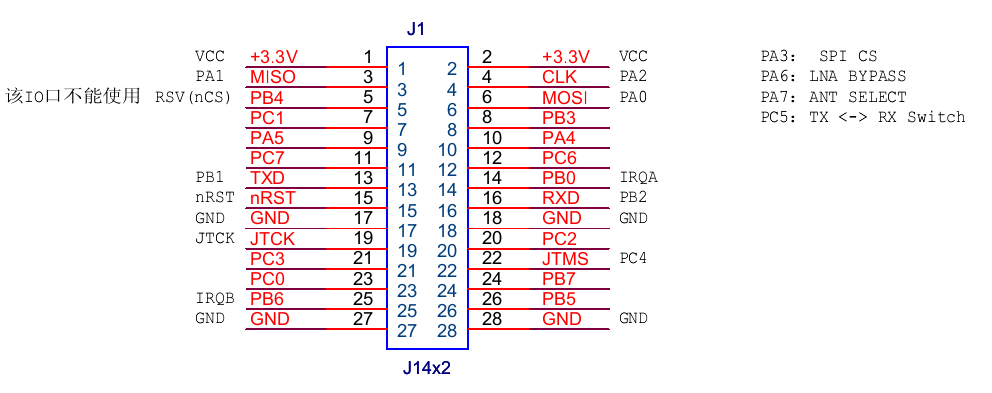 J1
VCC +3.3V 1 1 2 2 +3.3V VCC PA3: SPI CS
PA1 MISO 3 3 4 4 CLK PA2 PA6: LNA BYPASS
该IO口不能使用 RSV(nCS) PB4 5 5 6 6 MOSI PA0 PA7: ANT SELECT
PC1 7 7 8 8 PB3 PC5: TX <-> RX Switch
PA5 9 9 10 10 PA4
PC7 11 11 12 12 PC6
PB1 TXD 13 13 14 14 PB0 IRQA
nRST nRST 15 15 16 16 RXD PB2
GND GND 17 17 18 18 GND GND
JTCK JTCK 19 19 20 20 PC2
PC3 21 21 22 22 JTMS PC4
PC0 23 23 24 24 PB7
IRQB PB6 25 25 26 26 PB5
GND GND 27 27 28 28 GND GND
J14x2